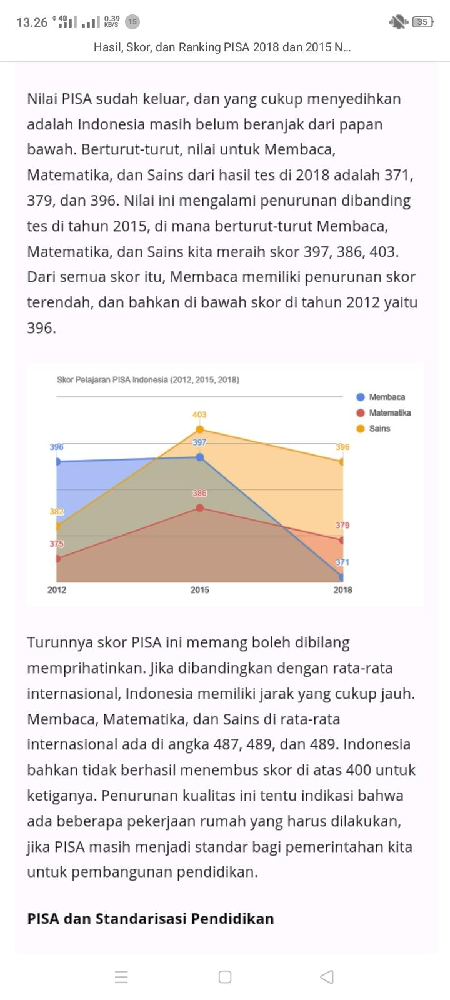 13.26 4G 0.39 KB/S 15 35
Hasil, Skor, dan Ranking PISA 2018 dan 2015 N...
Nilai PISA sudah keluar, dan yang cukup menyedihkan
adalah Indonesia masih belum beranjak dari papan
bawah. Berturut-turut, nilai untuk Membaca,
Matematika, dan Sains dari hasil tes di 2018 adalah 371,
379, dan 396. Nilai ini mengalami penurunan dibanding
tes di tahun 2015, di mana berturut-turut Membaca,
Matematika, dan Sains kita meraih skor 397, 386, 403.
Dari semua skor itu, Membaca memiliki penurunan skor
terendah, dan bahkan di bawah skor di tahun 2012 yaitu
396.
Skor Pelajaran PISA Indonesia (2012, 2015, 2018)
Membaca
Matematika
Sains
403
396 397 396
386
382
379
375
371
2012 2015 2018
Turunnya skor PISA ini memang boleh dibilang
memprihatinkan. Jika dibandingkan dengan rata-rata
internasional, Indonesia memiliki jarak yang cukup jauh.
Membaca, Matematika, dan Sains di rata-rata
internasional ada di angka 487, 489, dan 489. Indonesia
bahkan tidak berhasil menembus skor di atas 400 untuk
ketiganya. Penurunan kualitas ini tentu indikasi bahwa
ada beberapa pekerjaan rumah yang harus dilakukan,
jika PISA masih menjadi standar bagi pemerintahan kita
untuk pembangunan pendidikan.
PISA dan Standarisasi Pendidikan